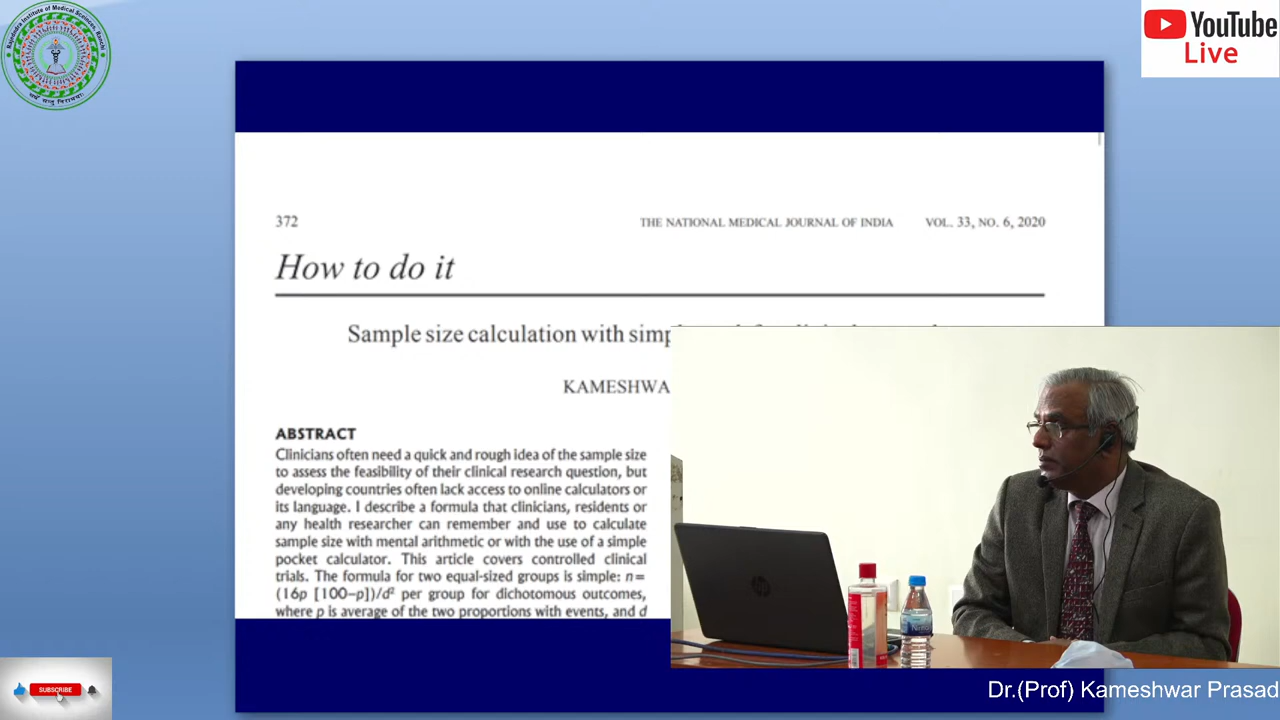 YouTube
Live
372 THE NATIONAL MEDICAL JOURNAL OF INDIA VOL. 33, NO. 6, 2020
How to do it
Sample size calculation with
ABSTRACT
Clinicians often need a quick and rough idea of the sample size
to assess the feasibility of their clinical research question, but
developing countries often lack access to online calculators or
its language. I describe a formula that clinicians, residents or
any health researcher can remember and use to calculate
sample size with mental arithmetic or with the use of a simple
pocket calculator. This article covers controlled clinical
trials. The formula for two equal-sized groups is simple: n=
(16p [100–p])/d² per group for dichotomous outcomes,
where p is average of the two proportions with events, and d
hp
SUBSCRIBE
Dr.(Prof) Kameshwar Prasad